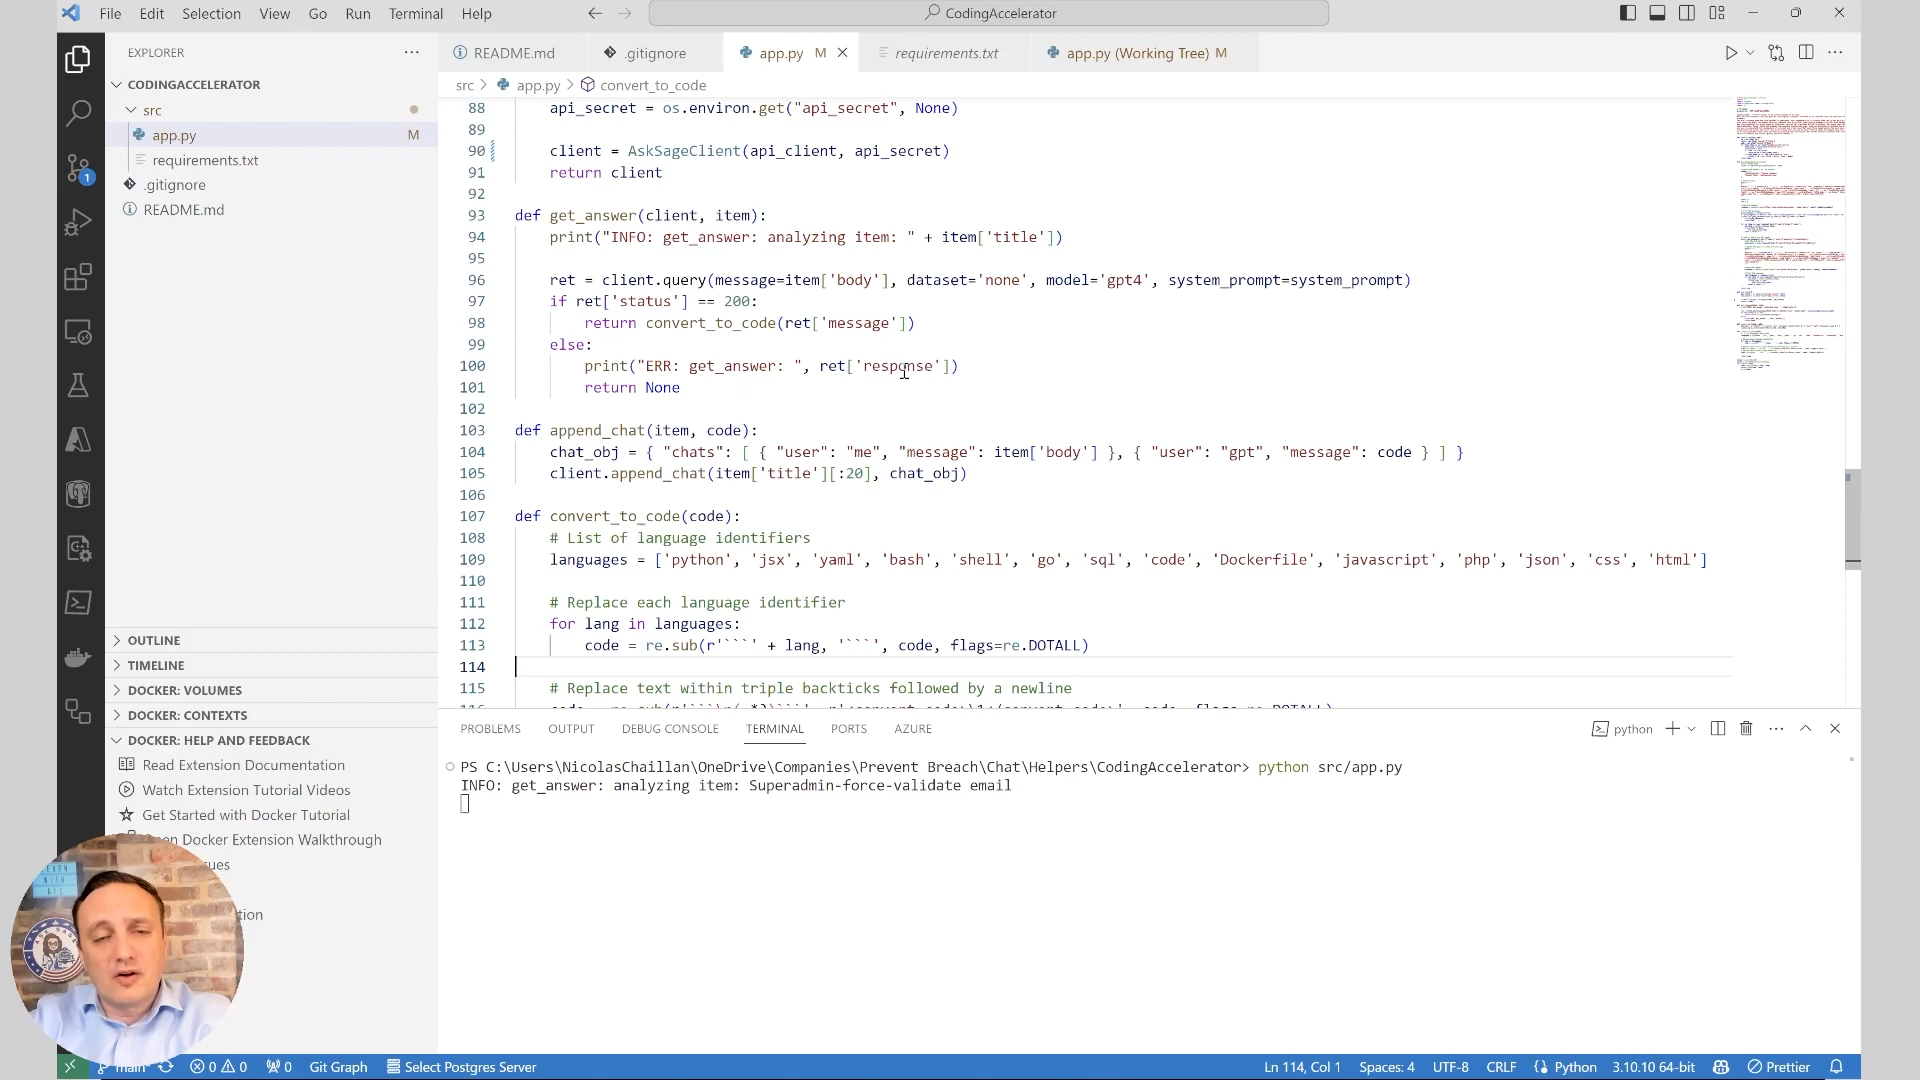 File Edit Selection View Go Run Terminal Help
CodingAccelerator
EXPLORER
CODINGACCELERATOR
src
app.py M
requirements.txt
.gitignore
README.md
OUTLINE
TIMELINE
DOCKER: VOLUMES
DOCKER: CONTEXTS
DOCKER: HELP AND FEEDBACK
Read Extension Documentation
Watch Extension Tutorial Videos
Get Started with Docker Tutorial
Docker Extension Walkthrough
README.md .gitignore app.py M requirements.txt app.py (Working Tree) M
src > app.py > convert_to_code
88 api_secret = os.environ.get("api_secret", None)
89
90 client = AskSageClient(api_client, api_secret)
91 return client
92
93 def get_answer(client, item):
94 print("INFO: get_answer: analyzing item: " + item['title'])
95
96 ret = client.query(message=item['body'], dataset='none', model='gpt4', system_prompt=system_prompt)
97 if ret['status'] == 200:
98 return convert_to_code(ret['message'])
99 else:
100 print("ERR: get_answer: ", ret['response'])
101 return None
102
103 def append_chat(item, code):
104 chat_obj = { "chats": [ { "user": "me", "message": item['body'] }, { "user": "gpt", "message": code } ] }
105 client.append_chat(item['title'][:20], chat_obj)
106
107 def convert_to_code(code):
108 # List of language identifiers
109 languages = ['python', 'jsx', 'yaml', 'bash', 'shell', 'go', 'sql', 'code', 'Dockerfile', 'javascript', 'php', 'json', 'css', 'html']
110
111 # Replace each language identifier
112 for lang in languages:
113 code = re.sub(r'```' + lang, '```', code, flags=re.DOTALL)
114
115 # Replace text within triple backticks followed by a newline
PROBLEMS OUTPUT DEBUG CONSOLE TERMINAL PORTS AZURE
python
PS C:\Users\NicolasChaillan\OneDrive\Companies\Prevent Breach\Chat\Helpers\CodingAccelerator> python src/app.py
INFO: get_answer: analyzing item: Superadmin-force-validate email
1
LEARN
WITH
NIC
main* 0 0 0 Git Graph Select Postgres Server
Ln 114, Col 1 Spaces: 4 UTF-8 CRLF Python 3.10.10 64-bit Prettier